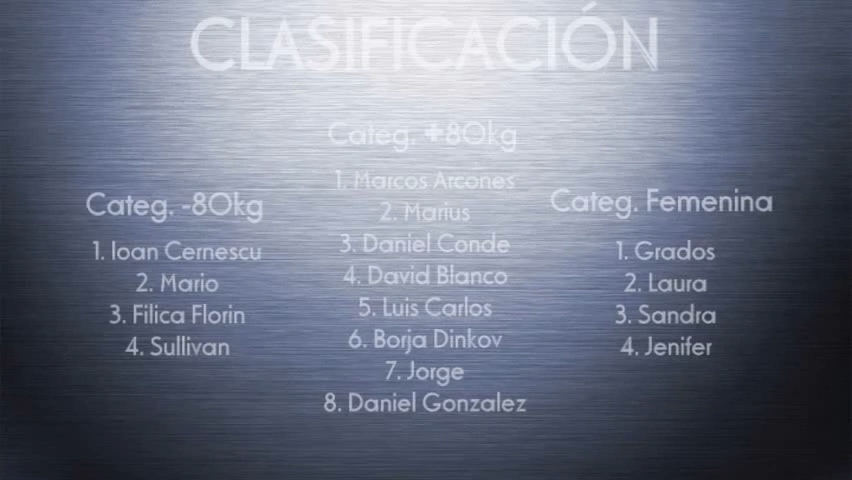 CLASIFICACIÓN
Categ. -80kg
1. Ioan Cernescu
2. Mario
3. Filica Florin
4. Sullivan
Categ. +80kg
1. Marcos Arcones
2. Marius
3. Daniel Conde
4. David Blanco
5. Luis Carlos
6. Borja Dinkov
7. Jorge
8. Daniel Gonzalez
Categ. Femenina
1. Grados
2. Laura
3. Sandra
4. Jenifer